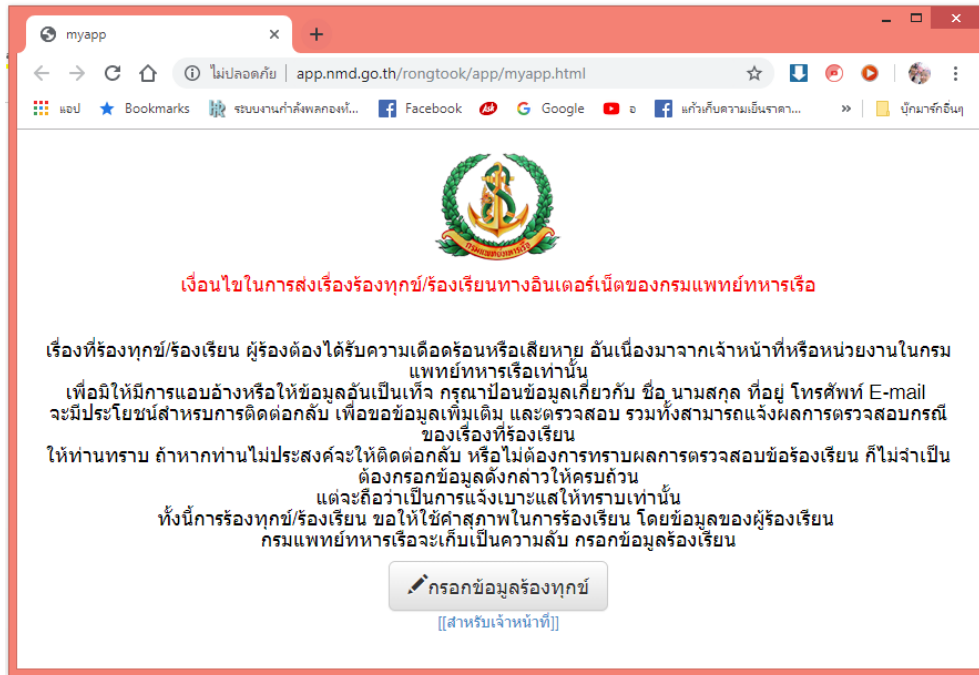 myapp
ไม่ปลอดภัย | app.nmd.go.th/rongtook/app/myapp.html
แอป Bookmarks ระบบงานกำลังพลกองทั... Facebook Google อ แก้วเก็บความเย็นราคา... » บุ๊กมาร์กอื่นๆ
กรมแพทย์ทหารเรือ
เงื่อนไขในการส่งเรื่องร้องทุกข์/ร้องเรียนทางอินเตอร์เน็ตของกรมแพทย์ทหารเรือ
เรื่องที่ร้องทุกข์/ร้องเรียน ผู้ร้องต้องได้รับความเดือดร้อนหรือเสียหาย อันเนื่องมาจากเจ้าหน้าที่หรือหน่วยงานในกรม
แพทย์ทหารเรือเท่านั้น
เพื่อมิให้มีการแอบอ้างหรือให้ข้อมูลอันเป็นเท็จ กรุณาป้อนข้อมูลเกี่ยวกับ ชื่อ นามสกุล ที่อยู่ โทรศัพท์ E-mail
จะมีประโยชน์สำหรบการติดต่อกลับ เพื่อขอข้อมูลเพิ่มเติม และตรวจสอบ รวมทั้งสามารถแจ้งผลการตรวจสอบกรณี
ของเรื่องที่ร้องเรียน
ให้ท่านทราบ ถ้าหากท่านไม่ประสงค์จะให้ติดต่อกลับ หรือไม่ต้องการทราบผลการตรวจสอบข้อร้องเรียน ก็ไม่จำเป็น
ต้องกรอกข้อมูลดังกล่าวให้ครบถ้วน
แต่จะถือว่าเป็นการแจ้งเบาะแสให้ทราบเท่านั้น
ทั้งนี้การร้องทุกข์/ร้องเรียน ขอให้ใช้คำสุภาพในการร้องเรียน โดยข้อมูลของผู้ร้องเรียน
กรมแพทย์ทหารเรือจะเก็บเป็นความลับ กรอกข้อมูลร้องเรียน
กรอกข้อมูลร้องทุกข์
[[สำหรับเจ้าหน้าที่]]